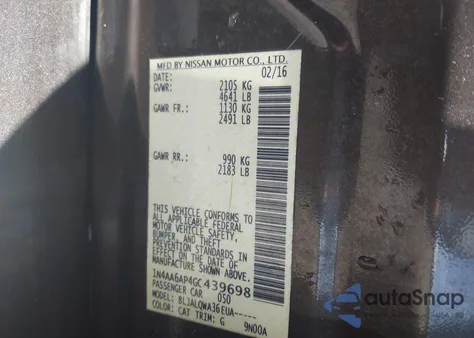 MFD BY NISSAN MOTOR CO., LTD.
DATE: 02/16
GVWR: 2105 KG
4641 LB
GAWR FR: 1130 KG
2491 LB
GAWR RR: 990 KG
2183 LB
THIS VEHICLE CONFORMS TO
ALL APPLICABLE FEDERAL
MOTOR VEHICLE SAFETY,
BUMPER, AND THEFT
PREVENTION STANDARDS
IN EFFECT ON THE DATE OF
MANUFACTURE SHOWN ABOVE.
1N4AA6AP4GC439698
PASSENGER CAR 050
MODEL: BLJALQWA36EUA-----
COLOR: CAT TRIM: G 9N00A
autoSnap